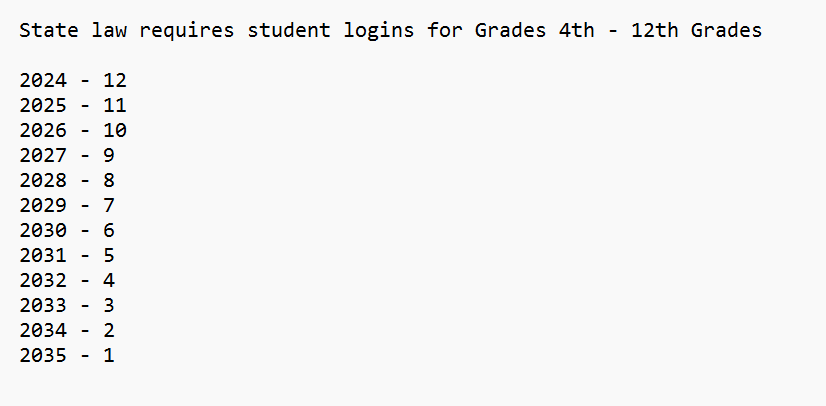 State law requires student logins for Grades 4th - 12th Grades
2024 - 12
2025 - 11
2026 - 10
2027 - 9
2028 - 8
2029 - 7
2030 - 6
2031 - 5
2032 - 4
2033 - 3
2034 - 2
2035 - 1